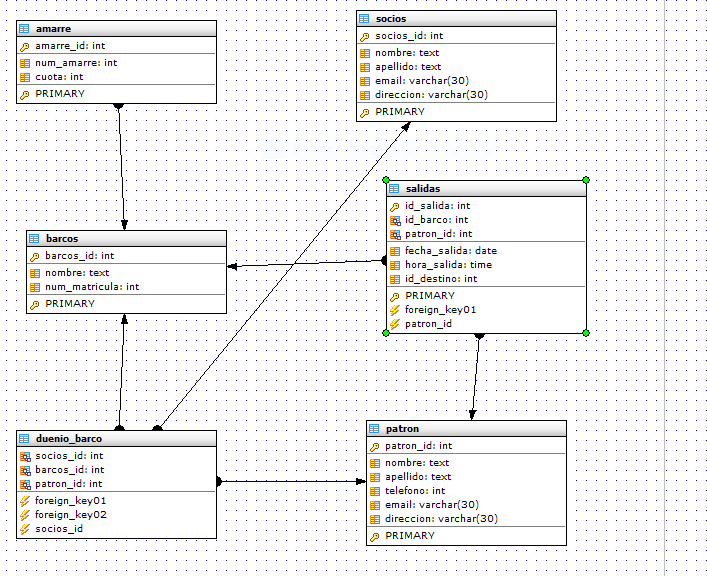 amarre
amarre_id: int
num_amarre: int
cuota: int
PRIMARY
socios
socios_id: int
nombre: text
apellido: text
email: varchar(30)
direccion: varchar(30)
PRIMARY
salidas
id_salida: int
id_barco: int
patron_id: int
fecha_salida: date
hora_salida: time
id_destino: int
PRIMARY
foreign_key01
patron_id
barcos
barcos_id: int
nombre: text
num_matricula: int
PRIMARY
duenio_barco
socios_id: int
barcos_id: int
patron_id: int
foreign_key01
foreign_key02
socios_id
patron
patron_id: int
nombre: text
apellido: text
telefono: int
email: varchar(30)
direccion: varchar(30)
PRIMARY